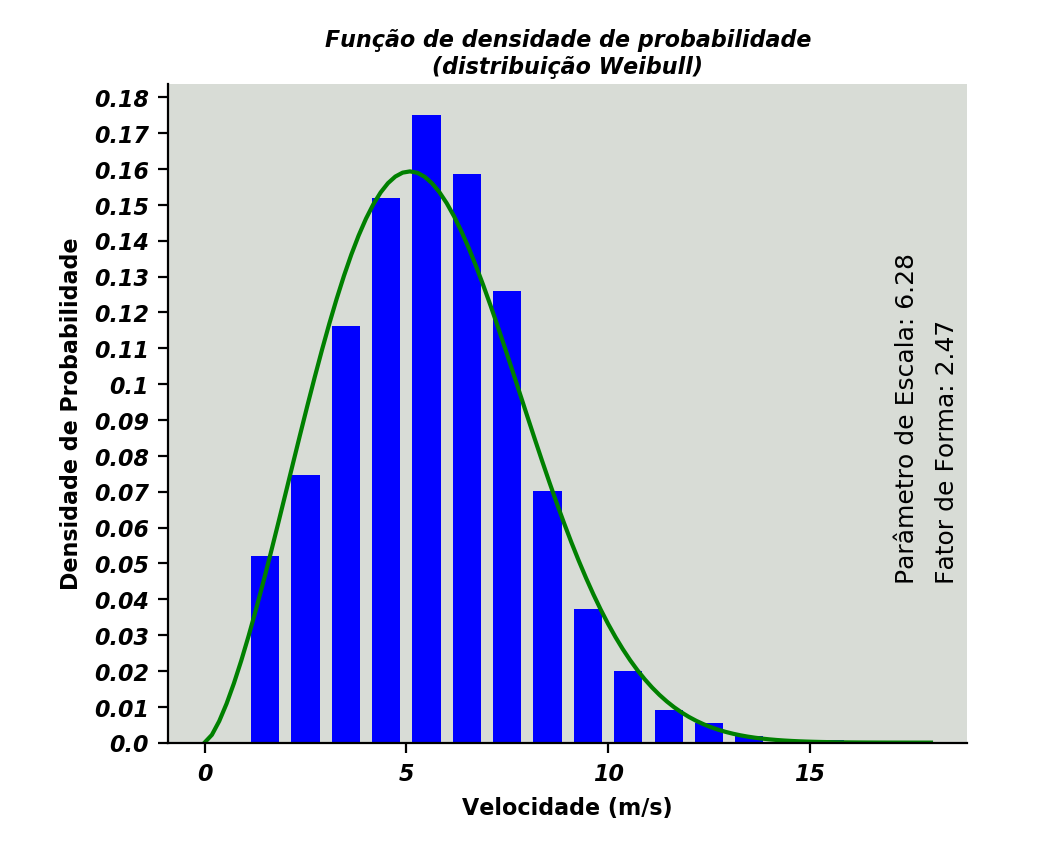 Função de densidade de probabilidade
(distribuição Weibull)
0.18
0.17
0.16
0.15
0.14
0.13
0.12
0.11
0.1
0.09
0.08
0.07
0.06
0.05
0.04
0.03
0.02
0.01
0.0
Densidade de Probabilidade
Parâmetro de Escala: 6.28
Fator de Forma: 2.47
0 5 10 15
Velocidade (m/s)